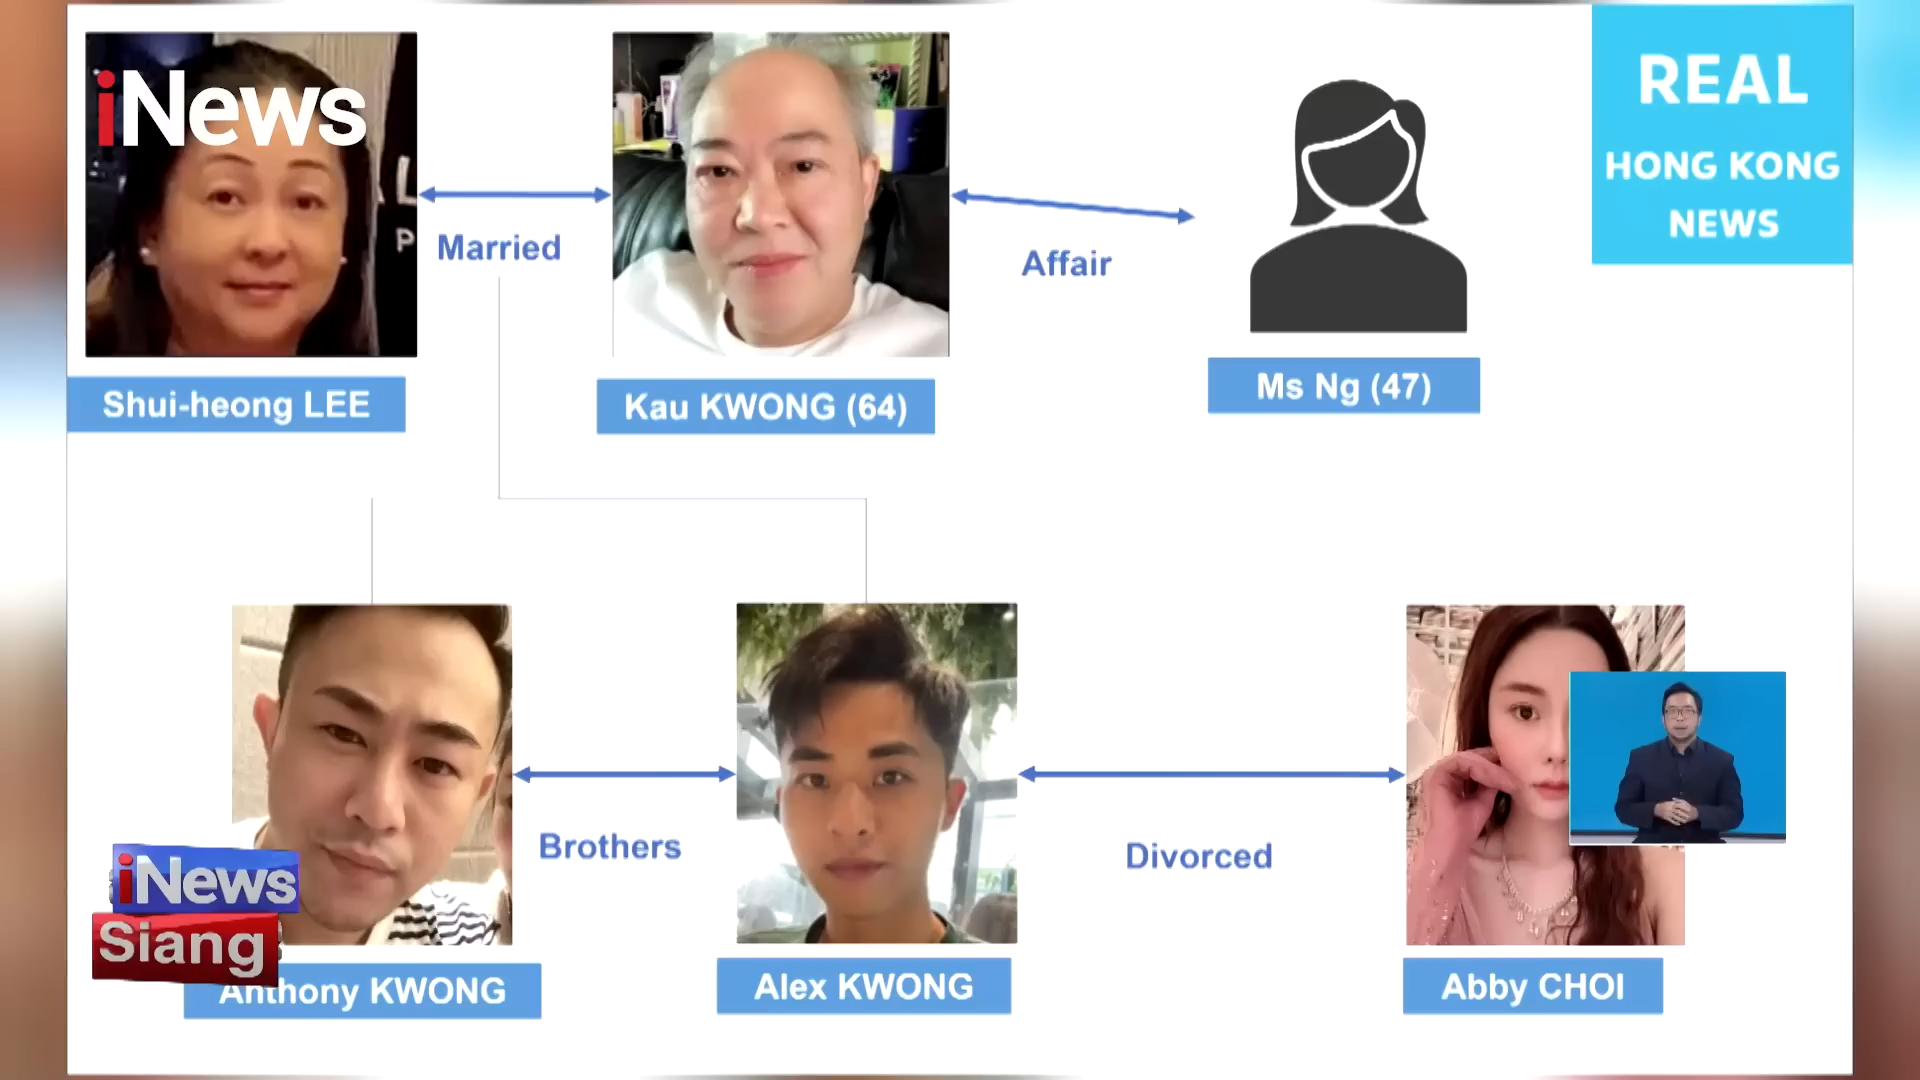 iNews
REAL
HONG KONG
NEWS
Married
Affair
Shui-heong LEE
Kau KWONG (64)
Ms Ng (47)
Brothers
Divorced
iNews
Siang
Anthony KWONG
Alex KWONG
Abby CHOI